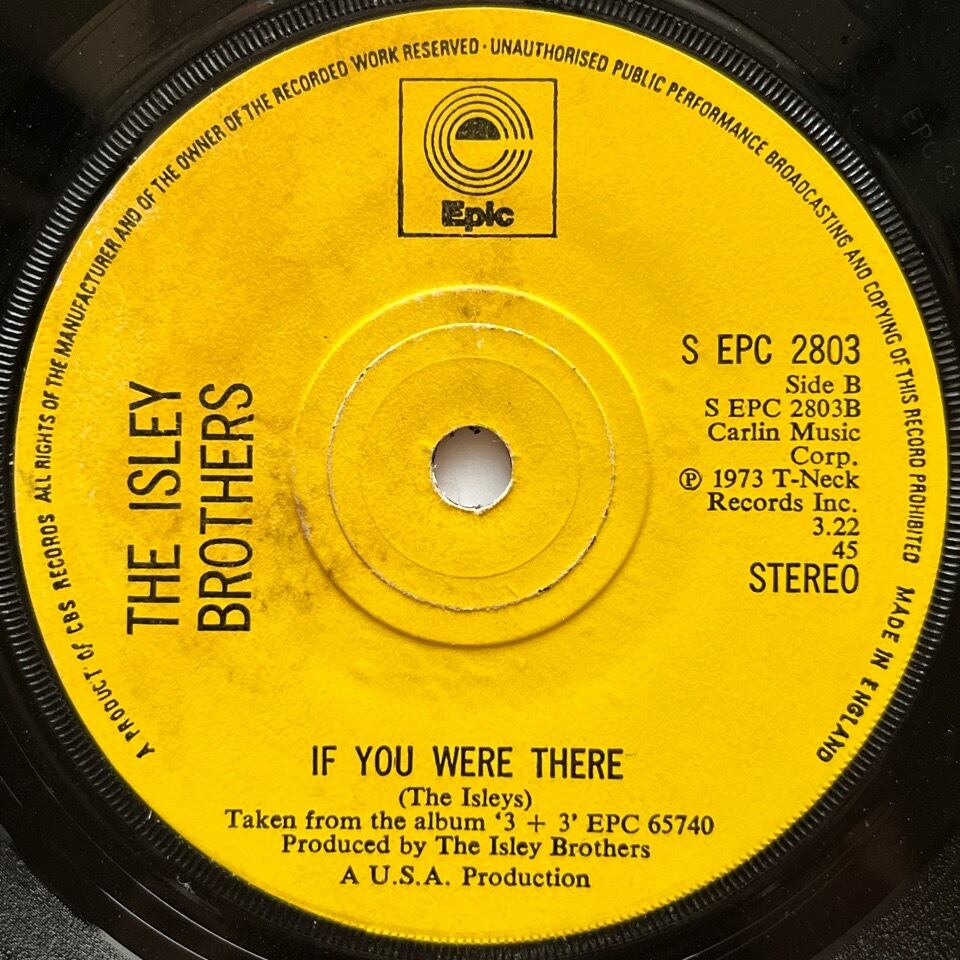 A PRODUCT OF CBS RECORDS ALL RIGHTS OF THE MANUFACTURER AND OF THE OWNER OF THE RECORDED WORK RESERVED · UNAUTHORISED PUBLIC PERFORMANCE BROADCASTING AND COPYING OF THIS RECORD PROHIBITED MADE IN ENGLAND
Epic
THE ISLEY
BROTHERS
S EPC 2803
Side B
S EPC 2803B
Carlin Music
Corp.
℗ 1973 T-Neck
Records Inc.
3.22
45
STEREO
IF YOU WERE THERE
(The Isleys)
Taken from the album ‘3 + 3’ EPC 65740
Produced by The Isley Brothers
A U.S.A. Production